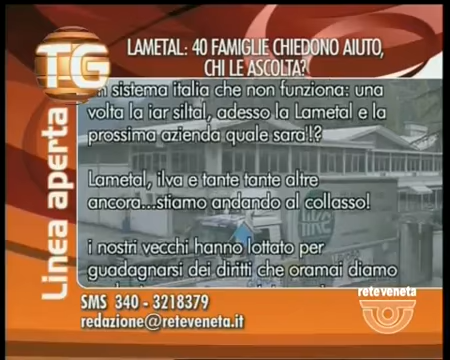 TG
Linea aperta
LAMETAL: 40 FAMIGLIE CHIEDONO AIUTO,
CHI LE ASCOLTA?
sistema italia che non funziona: una
volta la iar siltal, adesso la Lametal e la
prossima azienda quale sara!!?
Lametal, ilva e tante tante altre
ancora...stiamo andando al collasso!
i nostri vecchi hanno lottato per
guadagnarsi dei diritti che oramai diamo
like
SMS 340 - 3218379
redazione@reteveneta.it
reteveneta